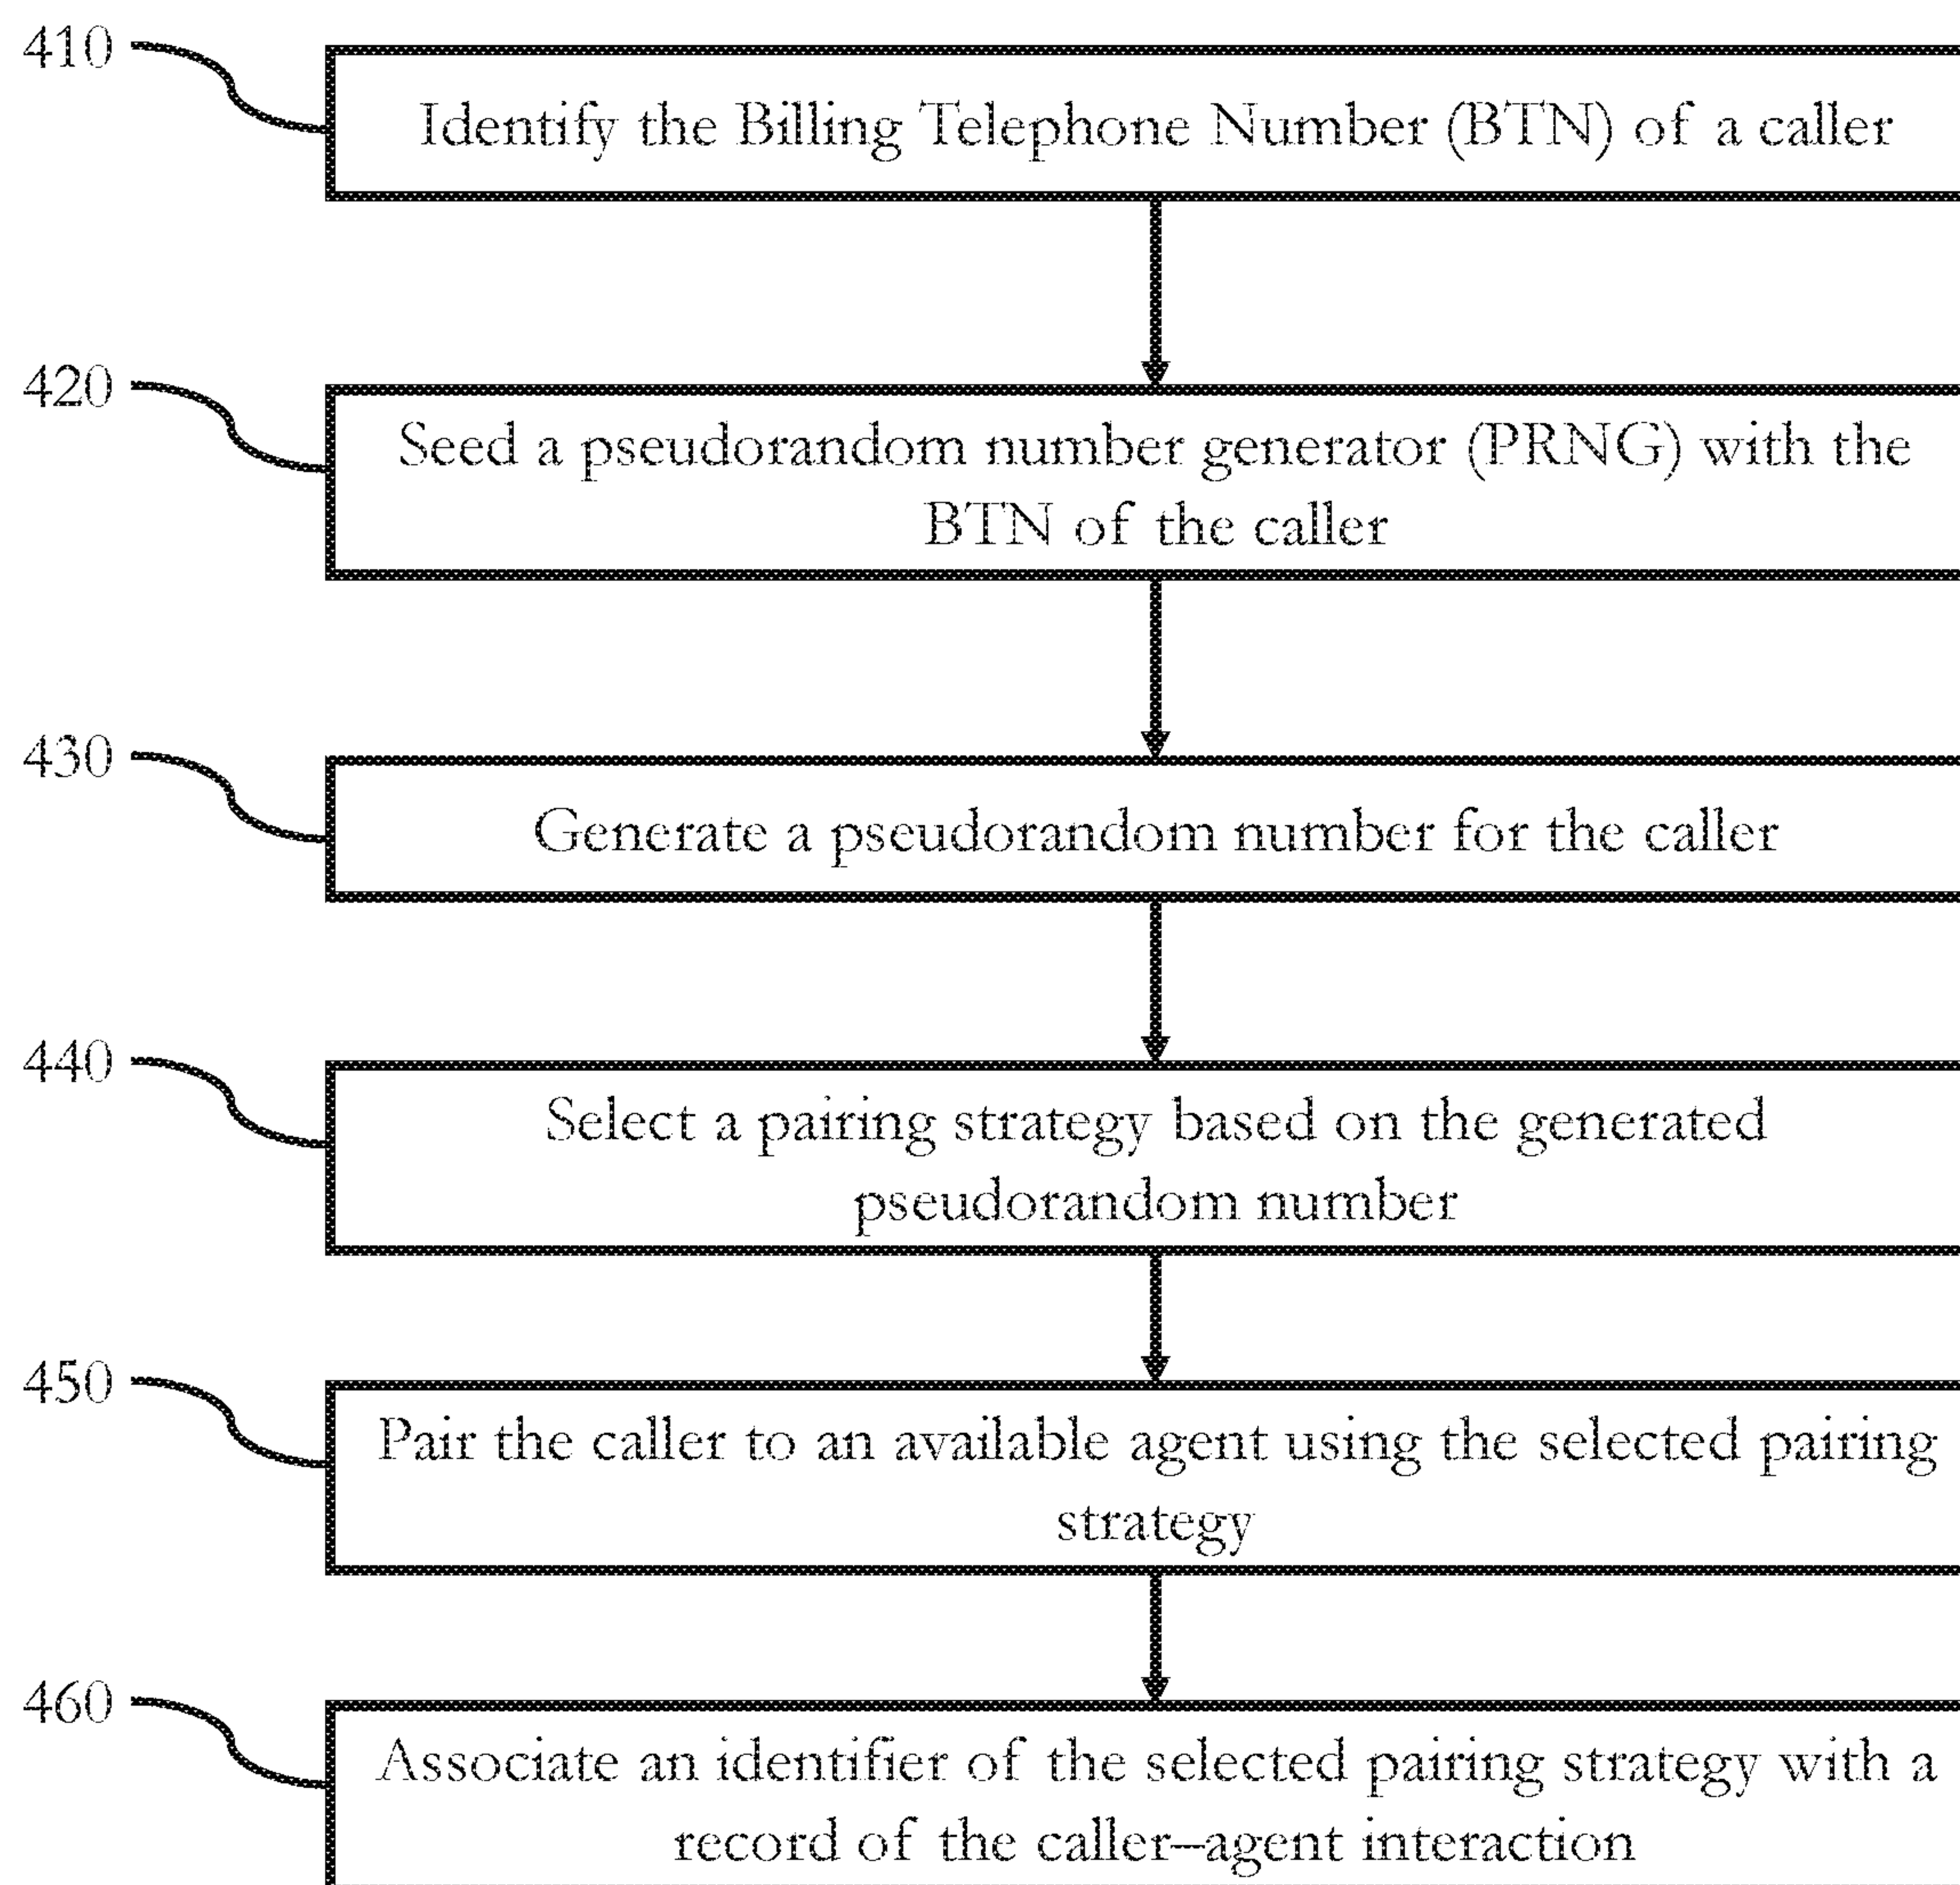 410
Identify the Billing Telephone Number (BTN) of a caller
420
Seed a pseudorandom number generator (PRNG) with the
BTN of the caller
430
Generate a pseudorandom number for the caller
440
Select a pairing strategy based on the generated
pseudorandom number
450
Pair the caller to an available agent using the selected pairing
strategy
460
Associate an identifier of the selected pairing strategy with a
record of the caller–agent interaction